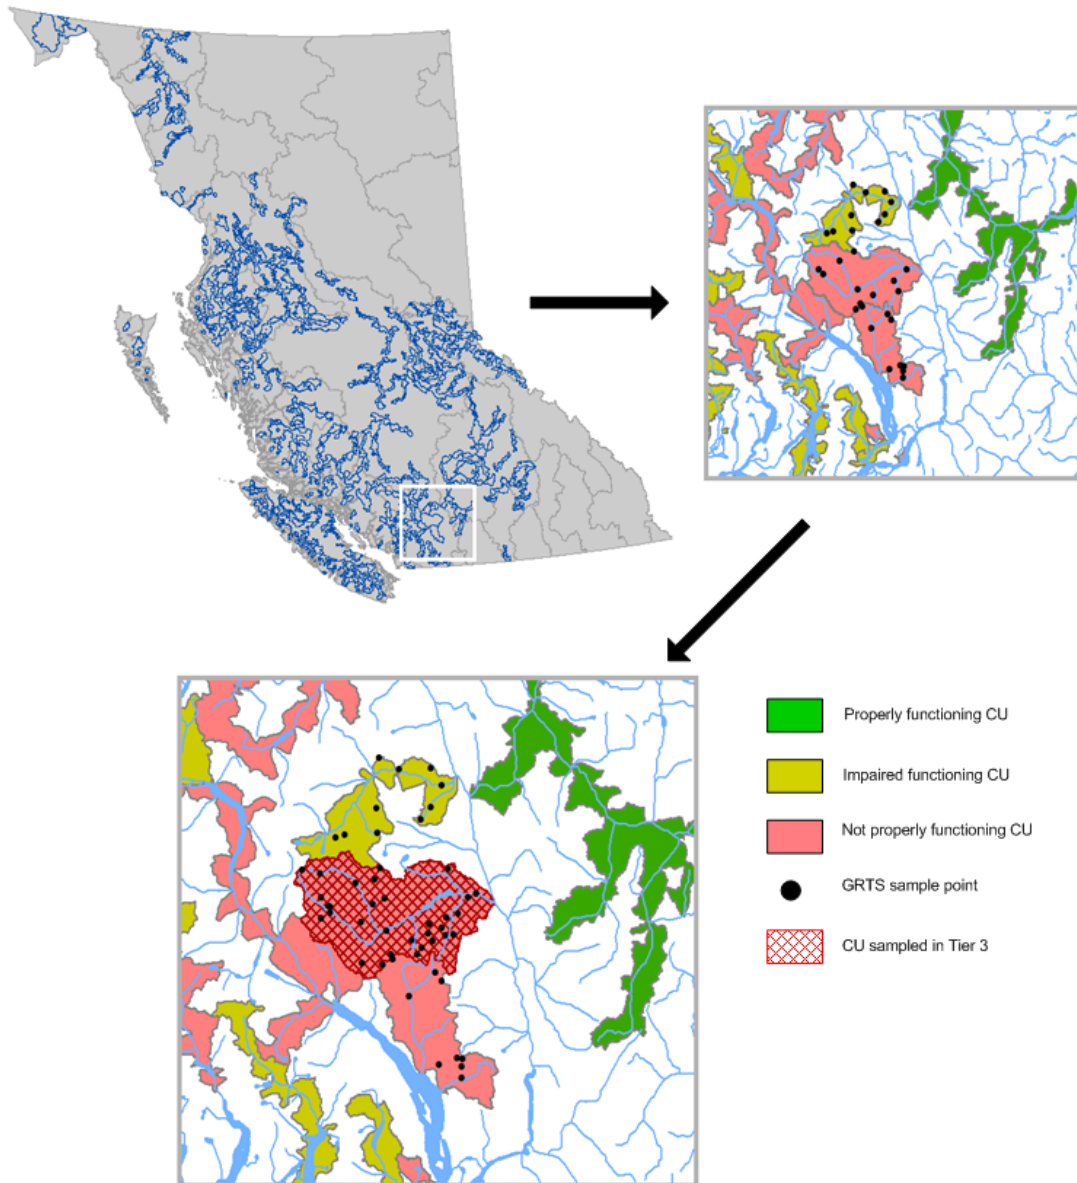 Properly functioning CU
Impaired functioning CU
Not properly functioning CU
GRTS sample point
CU sampled in Tier 3